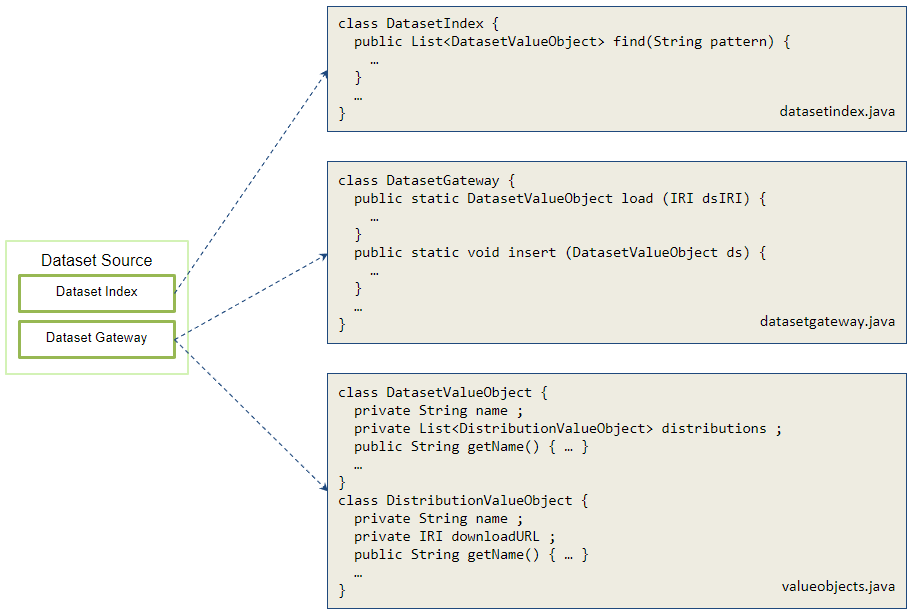 Dataset Source
Dataset Index
Dataset Gateway
class DatasetIndex {
  public List<DatasetValueObject> find(String pattern) {
    …
  }
  …
}
datasetindex.java
class DatasetGateway {
  public static DatasetValueObject load (IRI dsIRI) {
    …
  }
  public static void insert (DatasetValueObject ds) {
    …
  }
  …
}
datasetgateway.java
class DatasetValueObject {
  private String name ;
  private List<DistributionValueObject> distributions ;
  public String getName() { … }
  …
}
class DistributionValueObject {
  private String name ;
  private IRI downloadURL ;
  public String getName() { … }
  …
}
valueobjects.java